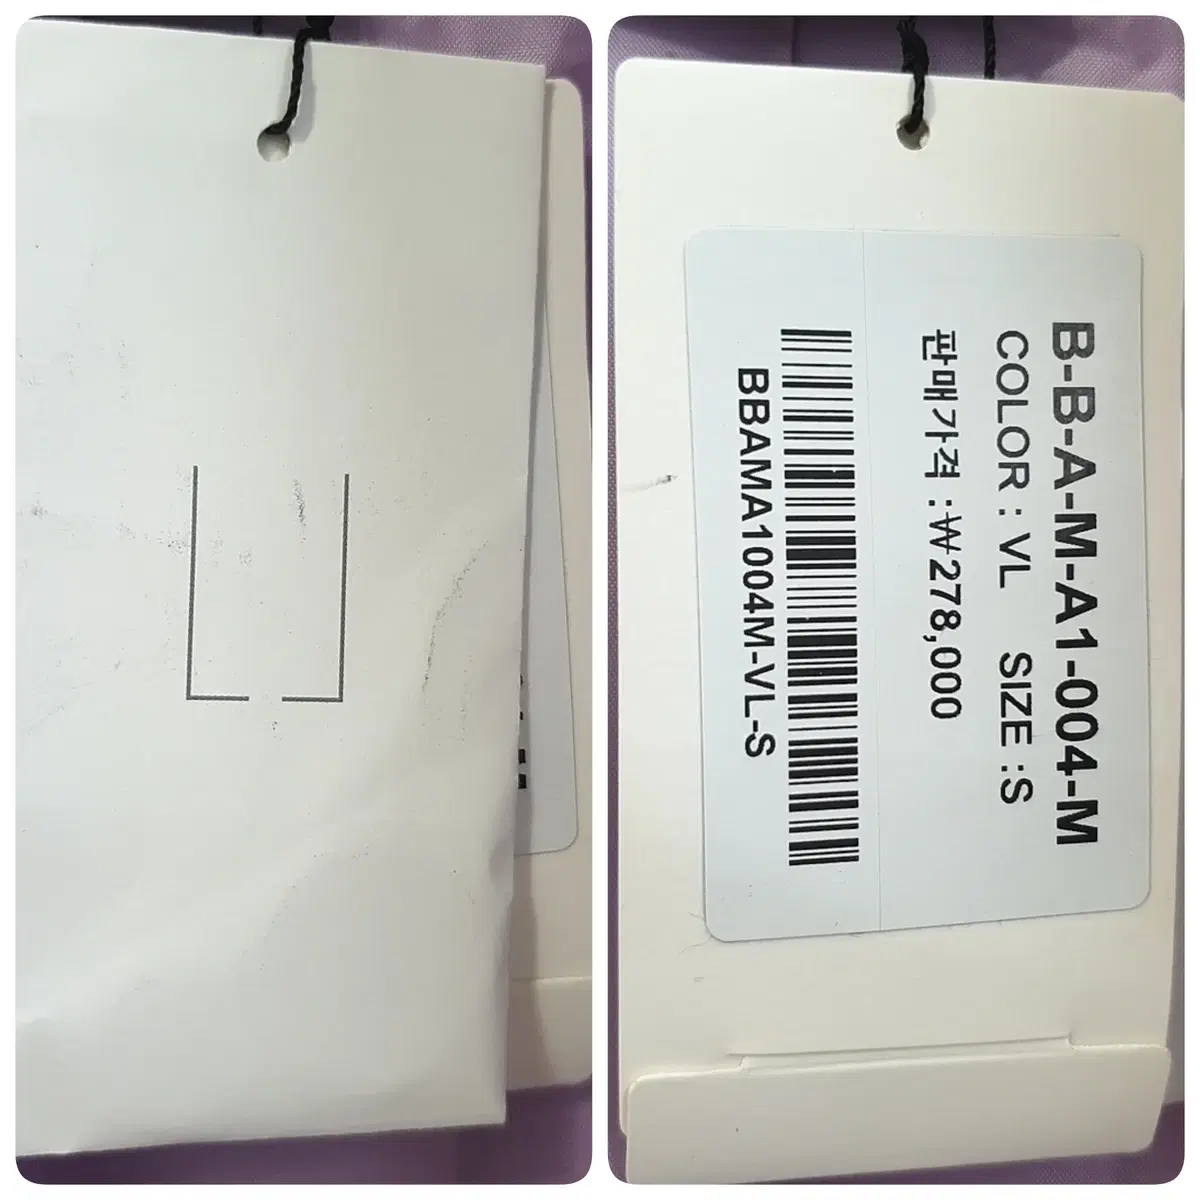 B-B-A-M-A1-004-M
COLOR : VL SIZE :S
판매가격 :₩278,000
BBAMA1004M-VL-S